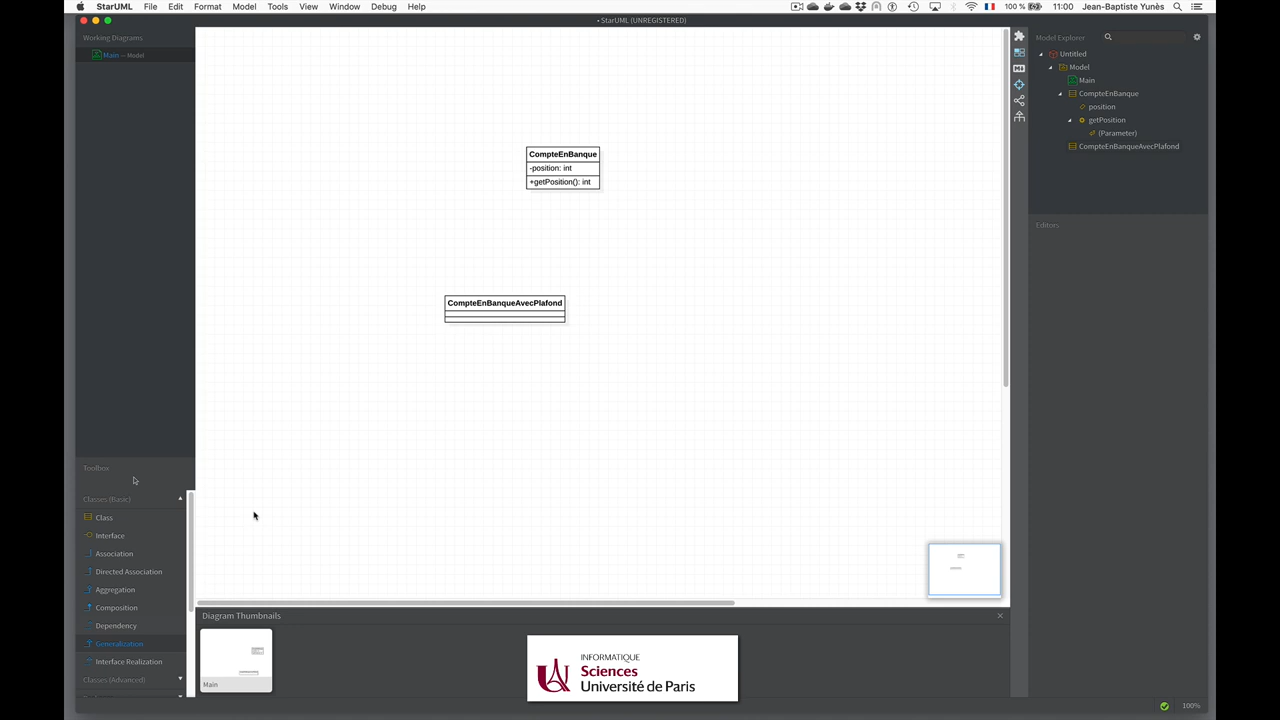 StarUML File Edit Format Model Tools View Window Debug Help
100 % 11:00 Jean-Baptiste Yunès
• StarUML (UNREGISTERED)
Working Diagrams
Main — Model
Toolbox
Classes (Basic)
Class
Interface
Association
Directed Association
Aggregation
Composition
Dependency
Generalization
Interface Realization
Classes (Advanced)
CompteEnBanque
-position: int
+getPosition(): int
CompteEnBanqueAvecPlafond
Diagram Thumbnails
Main
INFORMATIQUE
Sciences
Université de Paris
Model Explorer
Untitled
Model
Main
CompteEnBanque
position
getPosition
(Parameter)
CompteEnBanqueAvecPlafond
Editors
100%